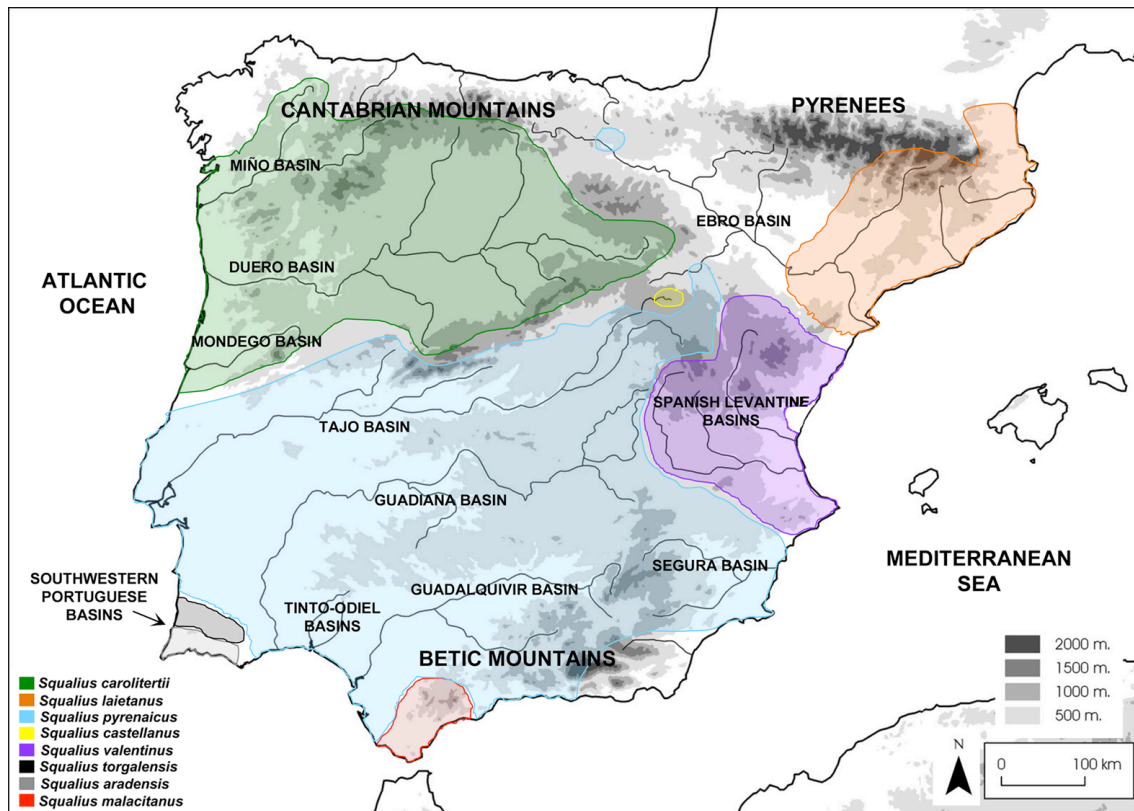 CANTABRIAN MOUNTAINS
PYRENEES
MIÑO BASIN
EBRO BASIN
DUERO BASIN
ATLANTIC
OCEAN
MONDEGO BASIN
SPANISH LEVANTINE
BASINS
TAJO BASIN
GUADIANA BASIN
MEDITERRANEAN
SEA
SEGURA BASIN
SOUTHWESTERN
PORTUGUESE
BASINS
GUADALQUIVIR BASIN
TINTO-ODIEL
BASINS
BETIC MOUNTAINS
Squalius carolitertii
Squalius laietanus
Squalius pyrenaicus
Squalius castellanus
Squalius valentinus
Squalius torgalensis
Squalius aradensis
Squalius malacitanus
2000 m.
1500 m.
1000 m.
500 m.
N
100 km